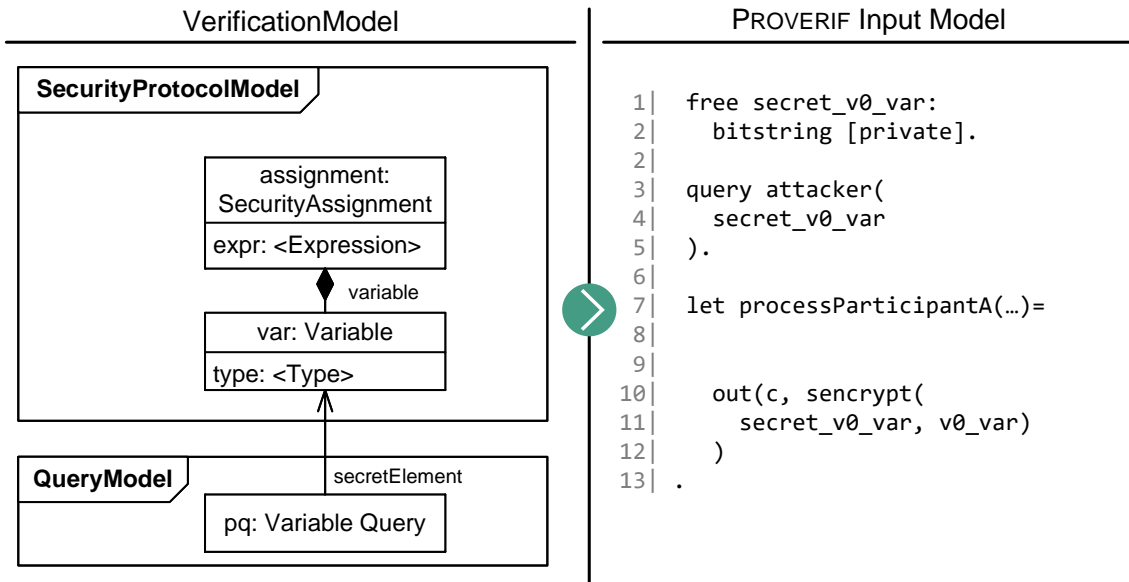 VerificationModel
SecurityProtocolModel
assignment:
SecurityAssignment
expr: <Expression>
variable
var: Variable
type: <Type>
QueryModel
secretElement
pq: Variable Query
PROVERIF Input Model
1| free secret_v0_var:
2|   bitstring [private].
2|
3| query attacker(
4|   secret_v0_var
5| ).
6|
7| let processParticipantA(…)=
8|
9|
10|   out(c, sencrypt(
11|     secret_v0_var, v0_var)
12|   )
13| .